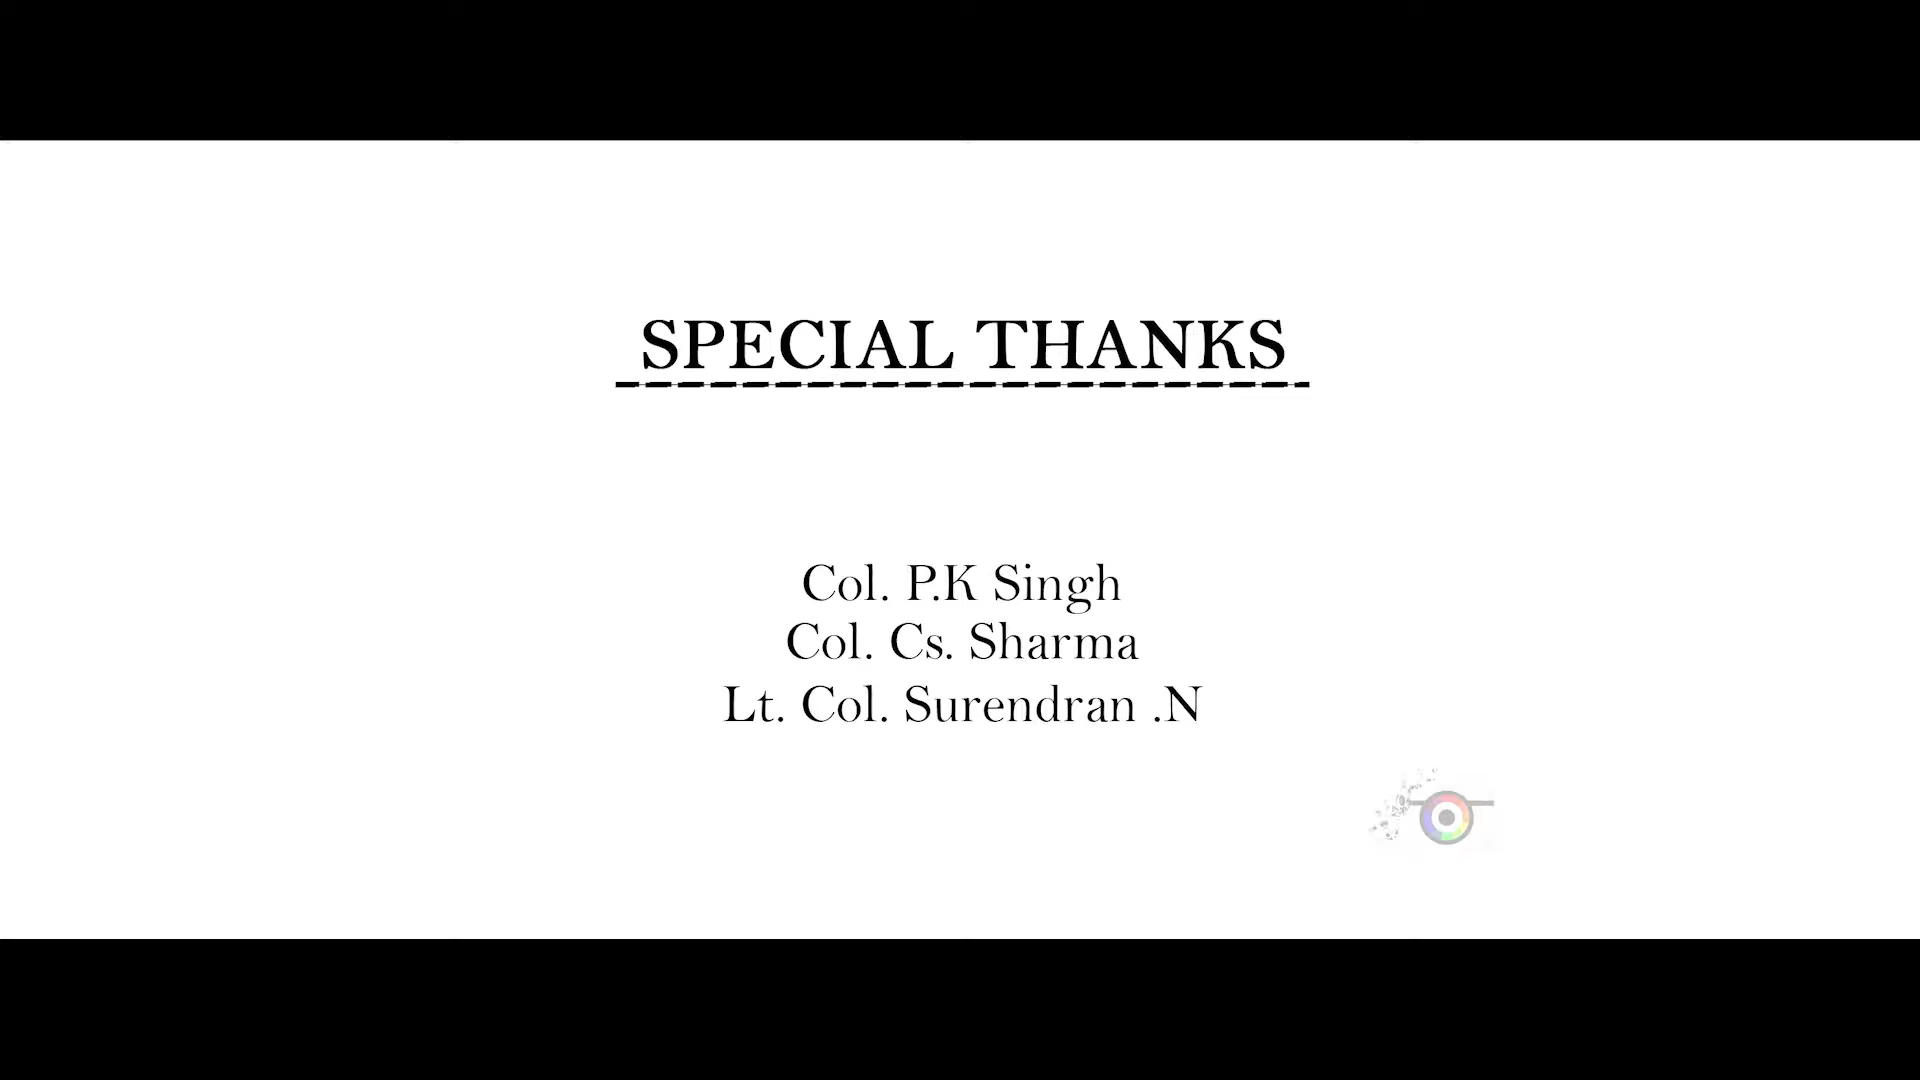 SPECIAL THANKS
Col. P.K Singh
Col. Cs. Sharma
Lt. Col. Surendran .N